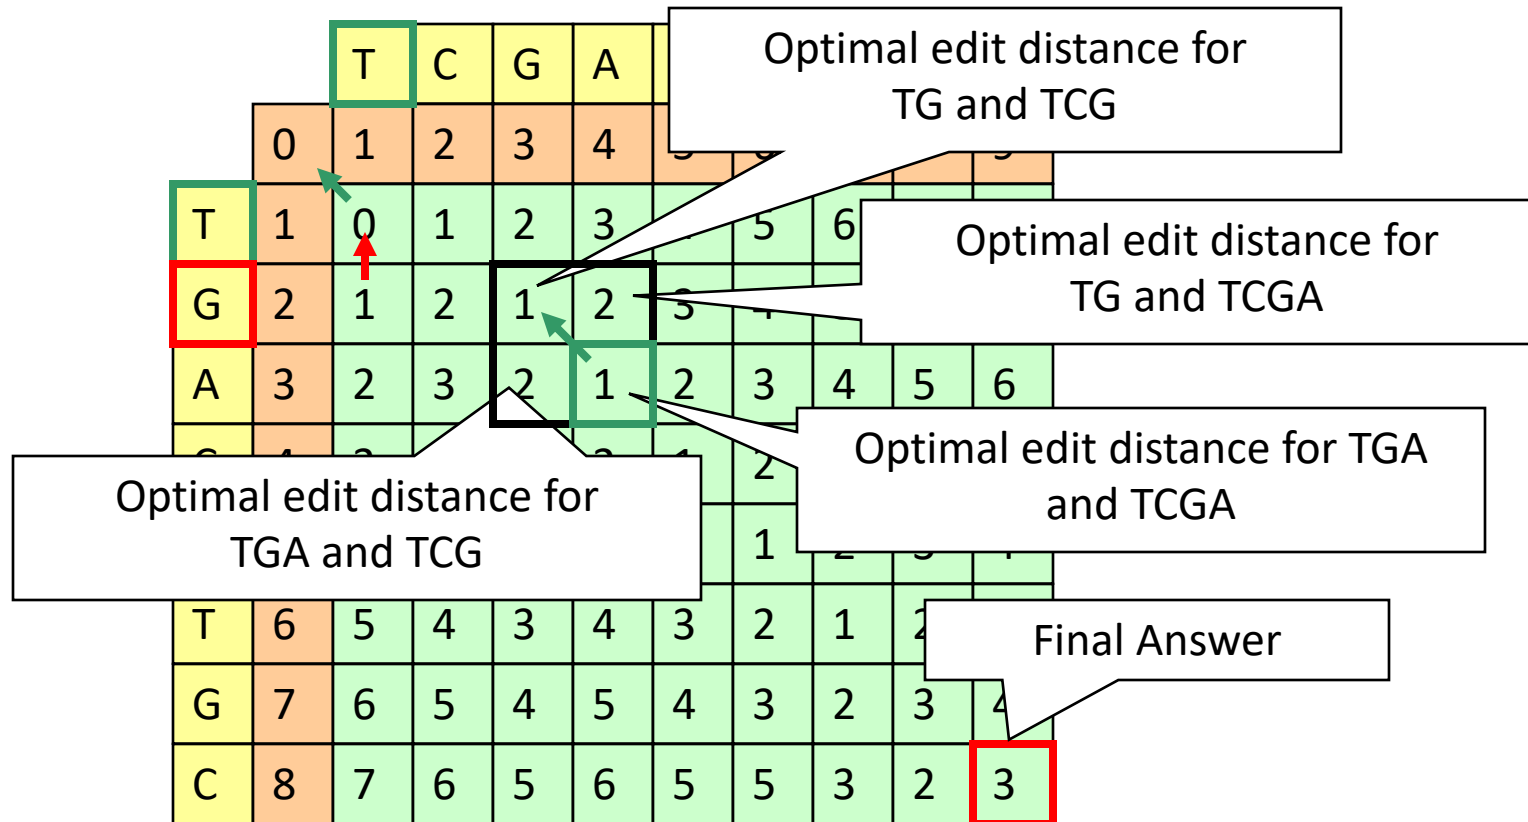 T C G A
Optimal edit distance for
TG and TCG
0 1 2 3 4
T 1 0 1 2 3 5 6
Optimal edit distance for
TG and TCGA
G 2 1 2 1 2 3
A 3 2 3 2 1 2 3 4 5 6
Optimal edit distance for TGA
and TCGA
2
Optimal edit distance for
TGA and TCG
1
T 6 5 4 3 4 3 2 1 2
Final Answer
G 7 6 5 4 5 4 3 2 3 4
C 8 7 6 5 6 5 5 3 2 3